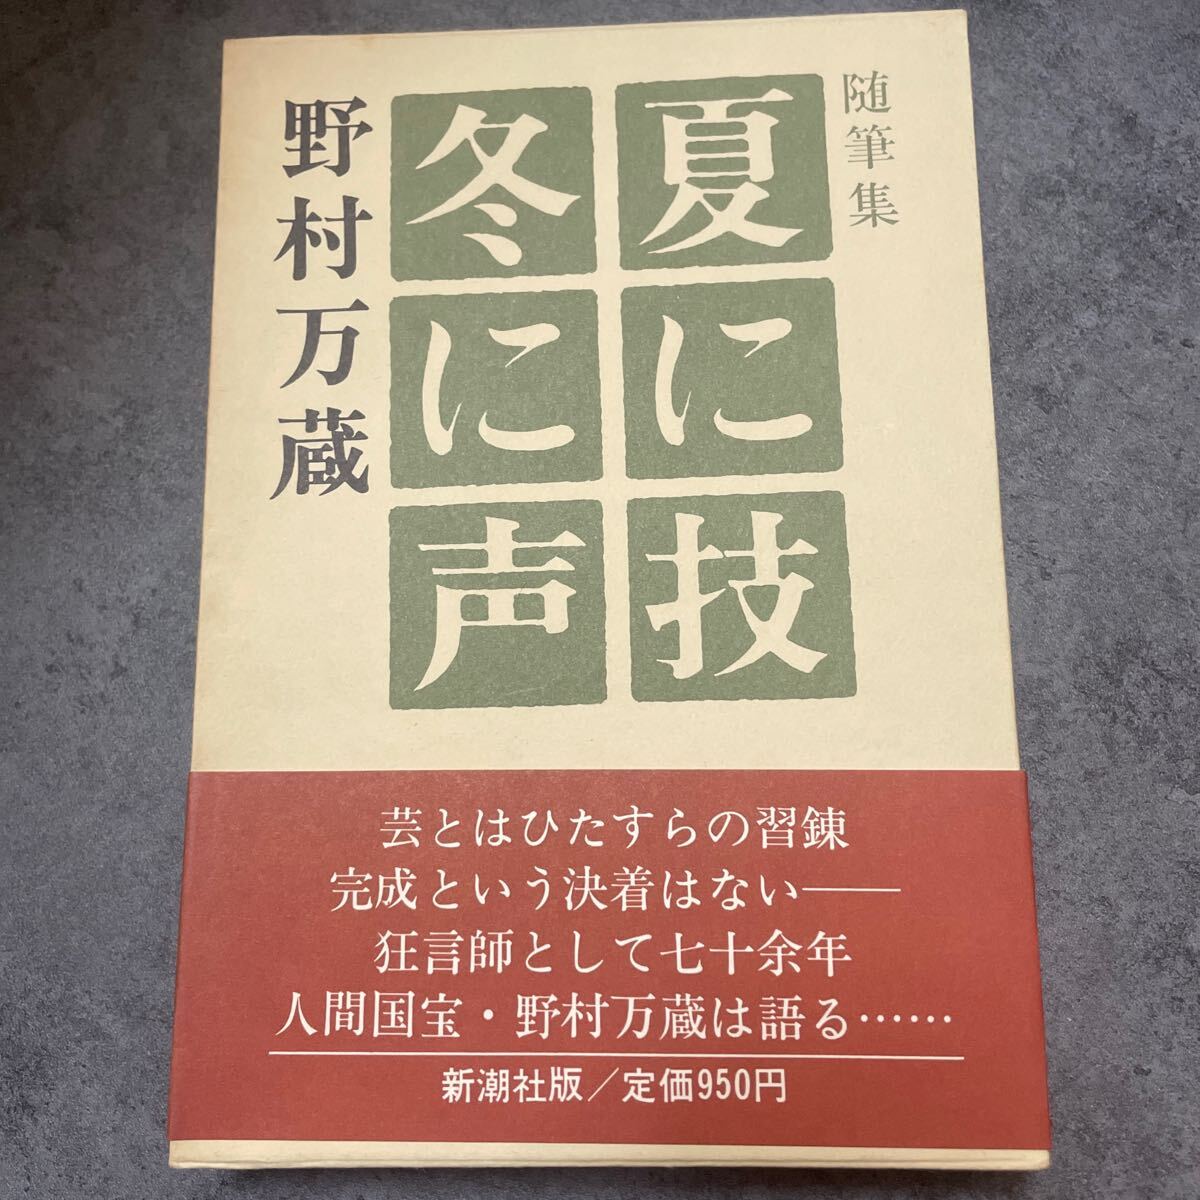 随筆集
夏に技
冬に声
野村万蔵
芸とはひたすらの習錬
完成という決着はない――
狂言師として七十余年
人間国宝・野村万蔵は語る……
新潮社版／定価950円